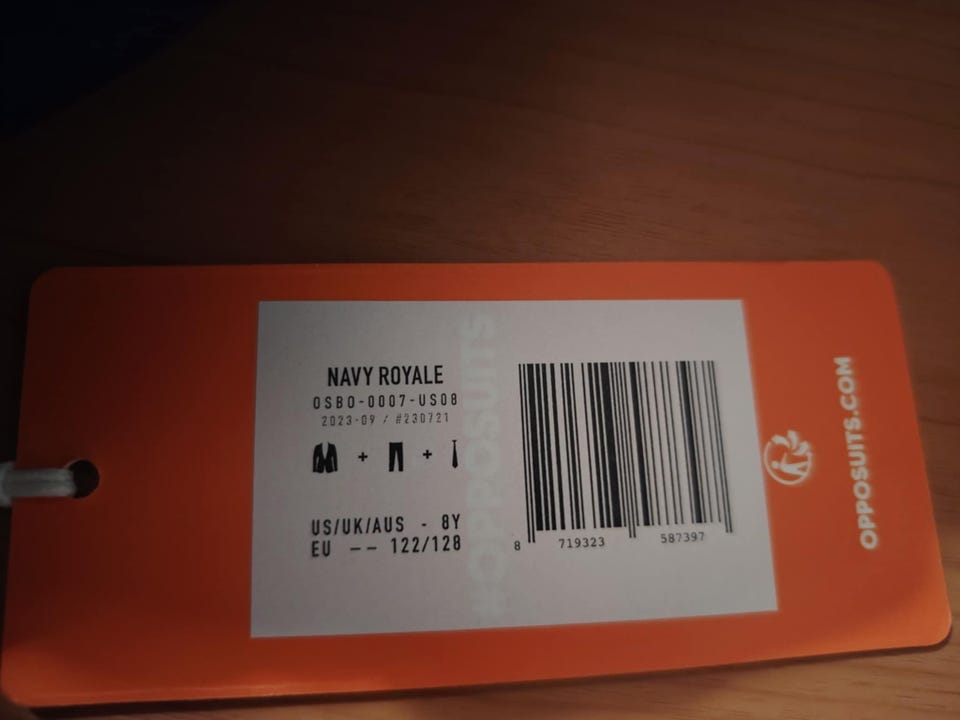 NAVY ROYALE
OSBO-0007-US08
2023-09 / #230721
+ +
US/UK/AUS - 8Y
EU -- 122/128
#OPPOSUITS
8 719323 587397
OPPOSUITS.COM